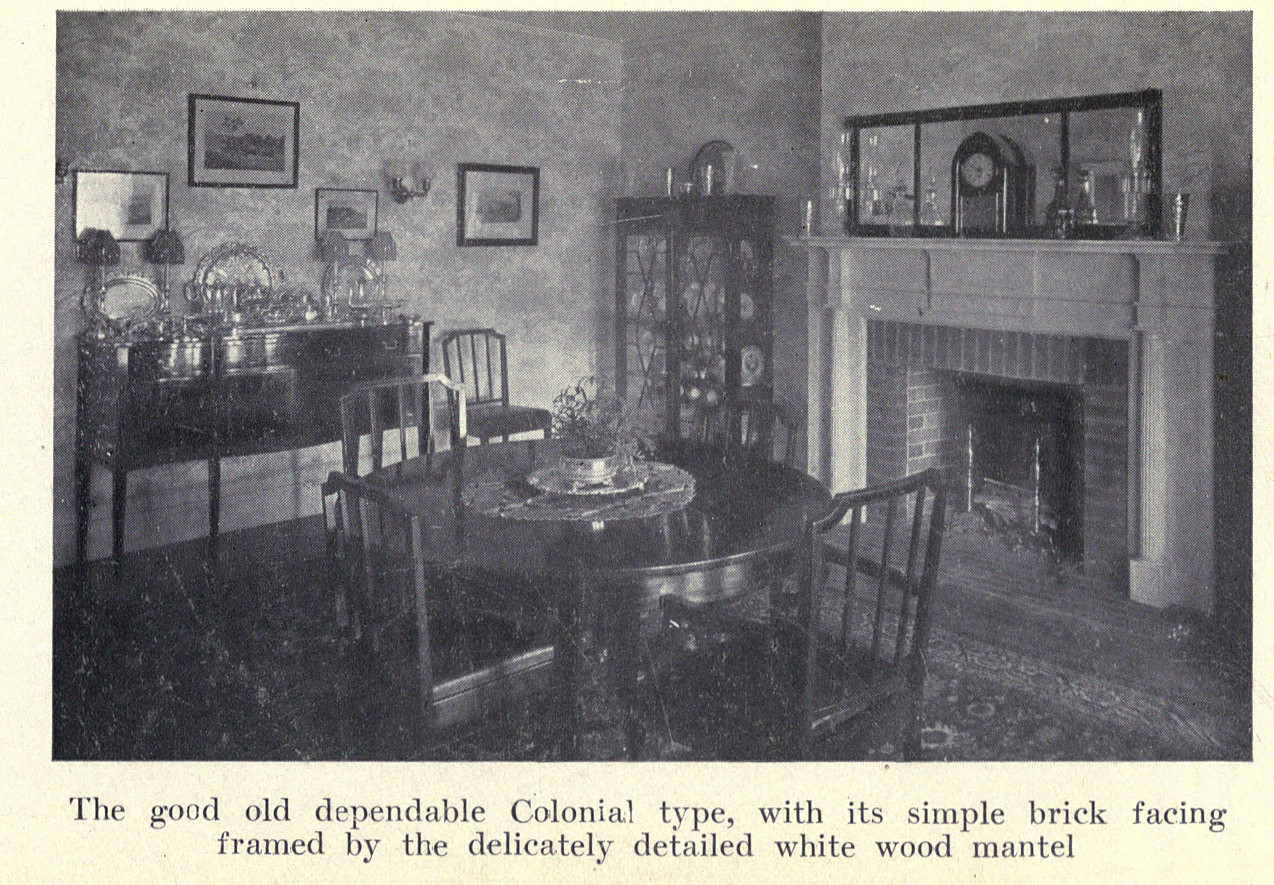 The good old dependable Colonial type, with its simple brick facing
framed by the delicately detailed white wood mantel